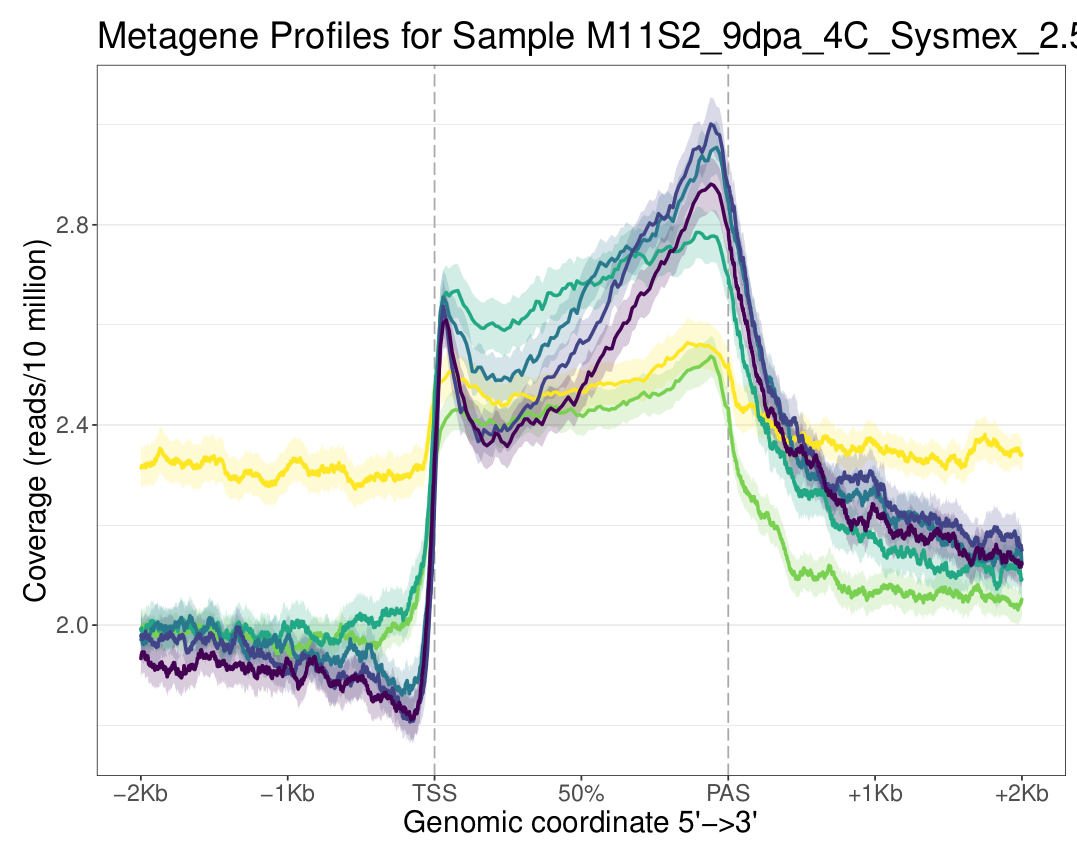 Metagene Profiles for Sample M11S2_9dpa_4C_Sysmex_2.5
Coverage (reads/10 million)
2.8
2.4
2.0
−2Kb −1Kb TSS 50% PAS +1Kb +2Kb
Genomic coordinate 5'−>3'